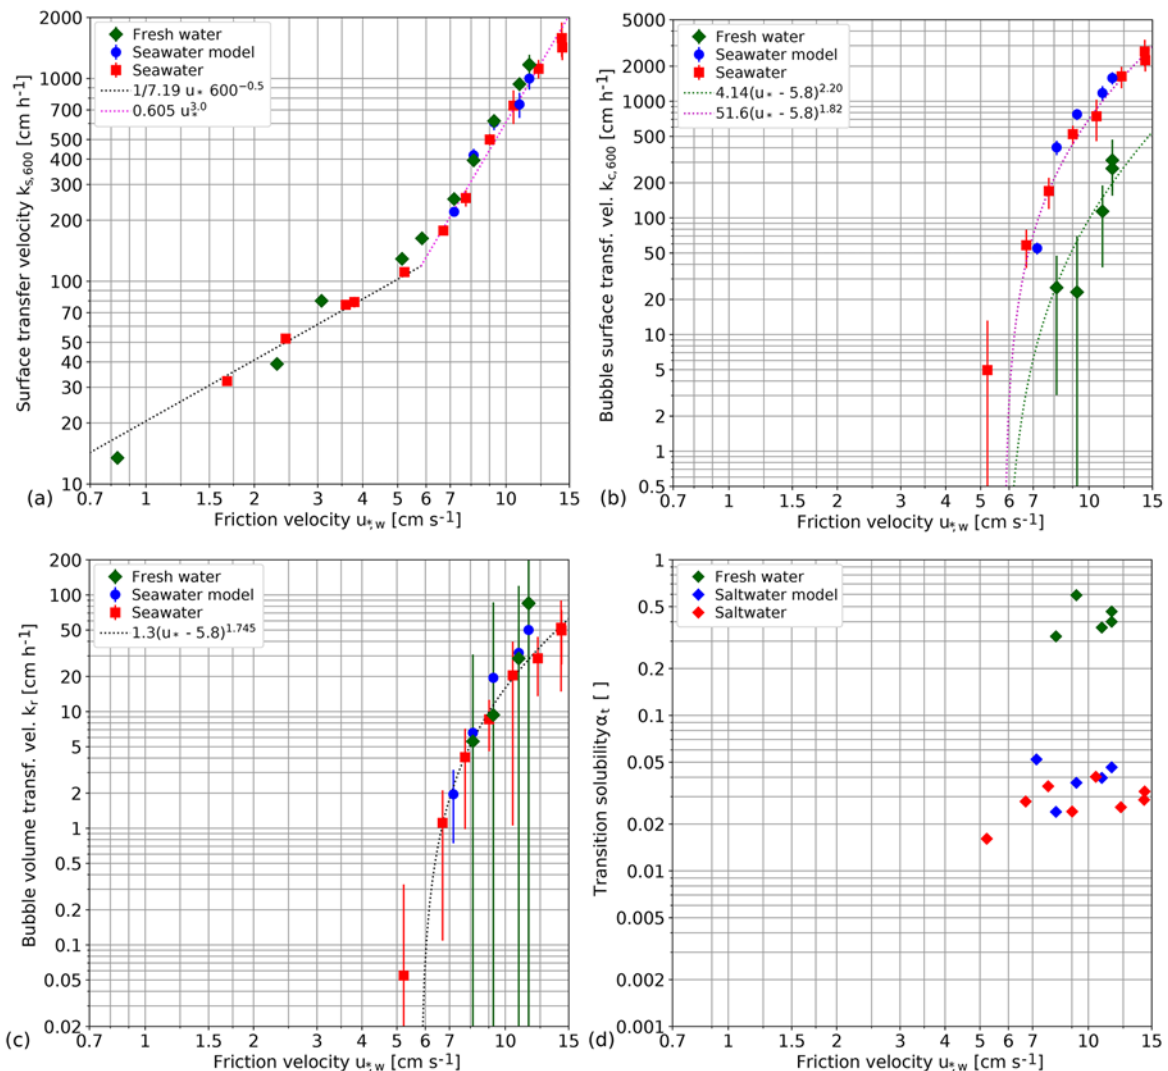 Surface transfer velocity kₛ,₆₀₀ [cm h⁻¹]
2000
1000
700
500
400
300
200
100
70
50
40
30
20
10
Fresh water
Seawater model
Seawater
1/7.19 u* 600⁻⁰·⁵
0.605 u*³·⁰
0.7 1 1.5 2 3 4 5 6 7 10 15
(a)
Friction velocity u*,w [cm s⁻¹]
Bubble surface transf. vel. k꜀,₆₀₀ [cm h⁻¹]
5000
2000
1000
500
200
100
50
20
10
5
2
1
0.5
Fresh water
Seawater model
Seawater
4.14(u* - 5.8)²·²⁰
51.6(u* - 5.8)¹·⁸²
0.7 1 1.5 2 3 4 5 6 7 10 15
(b)
Friction velocity u*,w [cm s⁻¹]
Bubble volume transf. vel. kᵣ [cm h⁻¹]
200
100
50
20
10
5
2
1
0.5
0.2
0.1
0.05
0.02
Fresh water
Seawater model
Seawater
1.3(u* - 5.8)¹·⁷⁴⁵
0.7 1 1.5 2 3 4 5 6 7 10 15
(c)
Friction velocity u*,w [cm s⁻¹]
Transition solubility αₜ [ ]
1
0.5
0.2
0.1
0.05
0.02
0.01
0.005
0.002
0.001
Fresh water
Saltwater model
Saltwater
0.7 1 1.5 2 3 4 5 6 7 10 15
(d)
Friction velocity u*,w [cm s⁻¹]